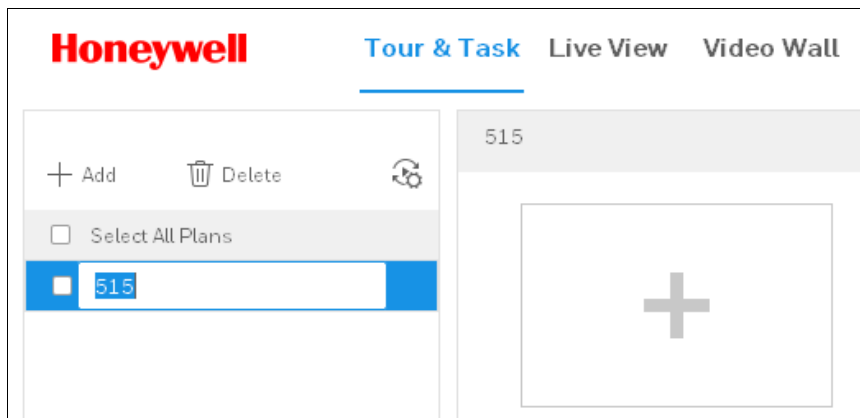 Honeywell
Tour & Task Live View Video Wall
Add Delete
Select All Plans
515
515